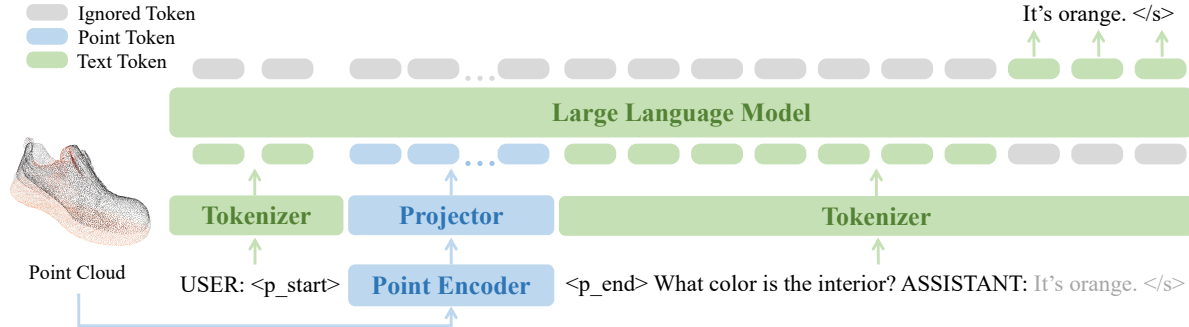 Ignored Token
Point Token
Text Token
It's orange. </s>
Large Language Model
Tokenizer
Projector
Tokenizer
Point Cloud
USER: <p_start>
Point Encoder
<p_end> What color is the interior? ASSISTANT: It's orange. </s>